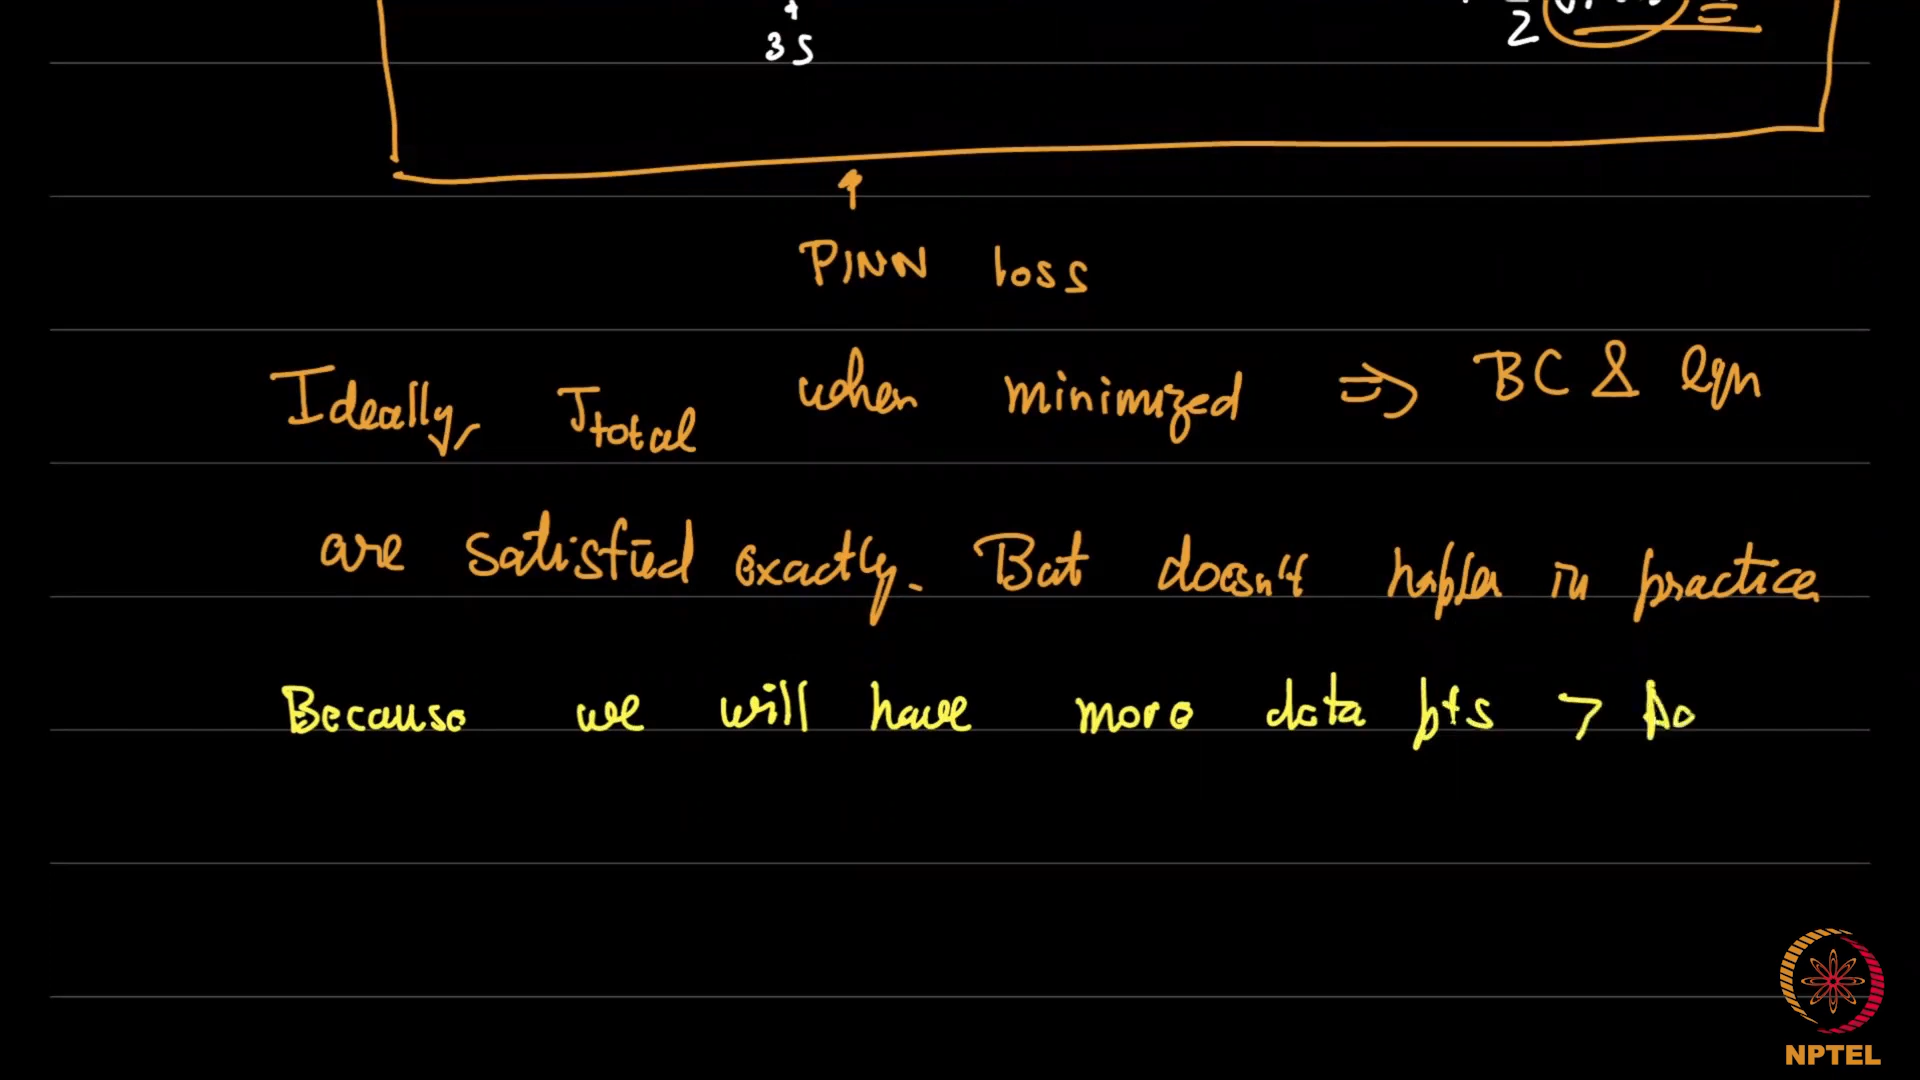 35
2
PINN loss
Ideally, Jtotal when minimized ⇒ BC & eqn
are satisfied exactly. But doesn't happen in practice
Because we will have more data pts > Do
NPTEL